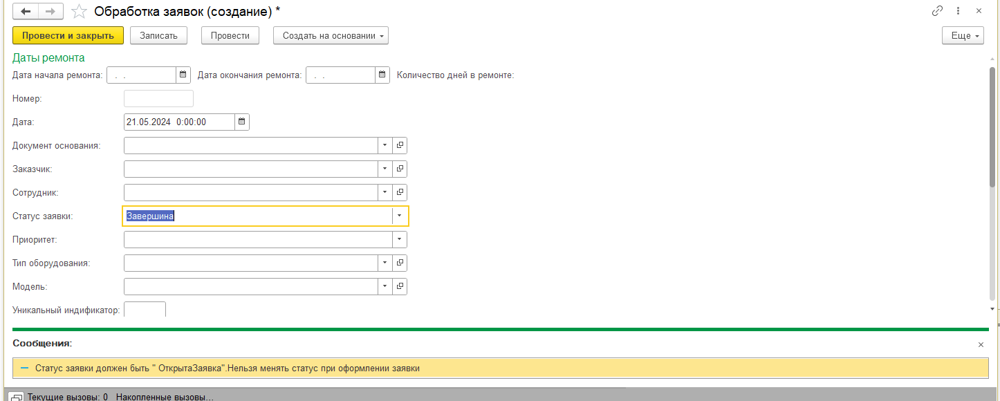 Обработка заявок (создание) *
Провести и закрыть Записать Провести Создать на основании Еще
Даты ремонта
Дата начала ремонта: . . Дата окончания ремонта: . . Количество дней в ремонте:
Номер:
Дата: 21.05.2024 0:00:00
Документ основания:
Заказчик:
Сотрудник:
Статус заявки: Завершина
Приоритет:
Тип оборудования:
Модель:
Уникальный индификатор:
Сообщения:
Статус заявки должен быть " ОткрытаЗаявка".Нельзя менять статус при оформлении заявки
Текущие вызовы: 0 Накопленные вызовы...